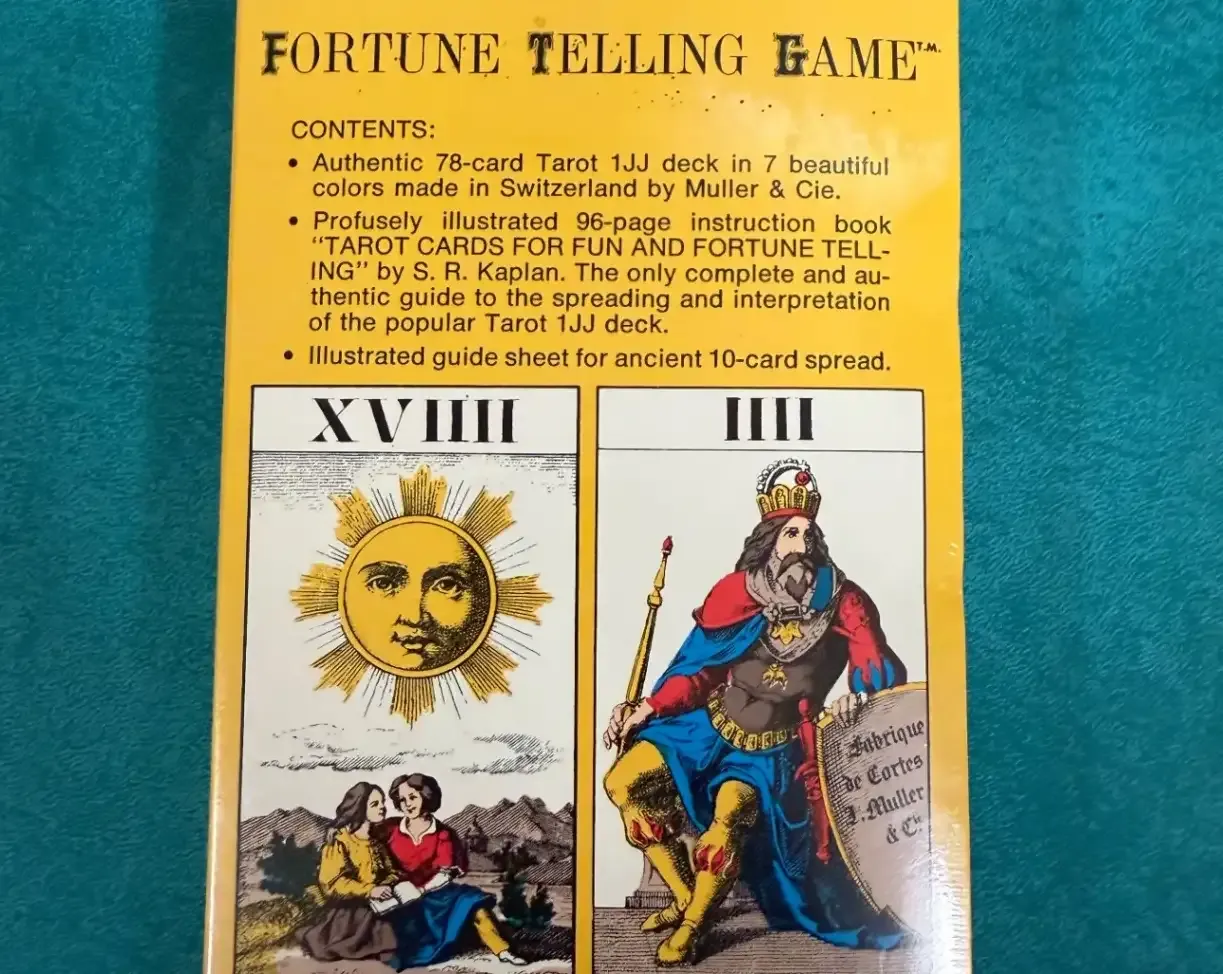 FORTUNE TELLING GAME T.M.
CONTENTS:
• Authentic 78-card Tarot 1JJ deck in 7 beautiful
colors made in Switzerland by Muller & Cie.
• Profusely illustrated 96-page instruction book
“TAROT CARDS FOR FUN AND FORTUNE TELL-
ING” by S. R. Kaplan. The only complete and au-
thentic guide to the spreading and interpretation
of the popular Tarot 1JJ deck.
• Illustrated guide sheet for ancient 10-card spread.
XVIIII
IIII
Fabrique
de Cartes
J. Muller
& Cie